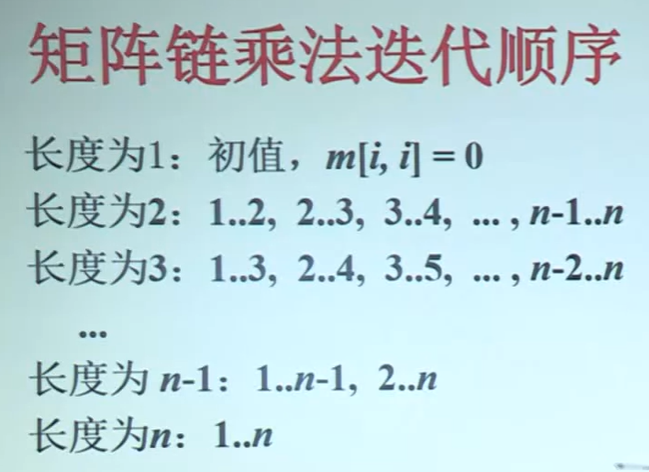 矩阵链乘法迭代顺序
长度为1：初值，m[i, i] = 0
长度为2：1..2, 2..3, 3..4, ... , n-1..n
长度为3：1..3, 2..4, 3..5, ... , n-2..n
...
长度为 n-1：1..n-1, 2..n
长度为n：1..n